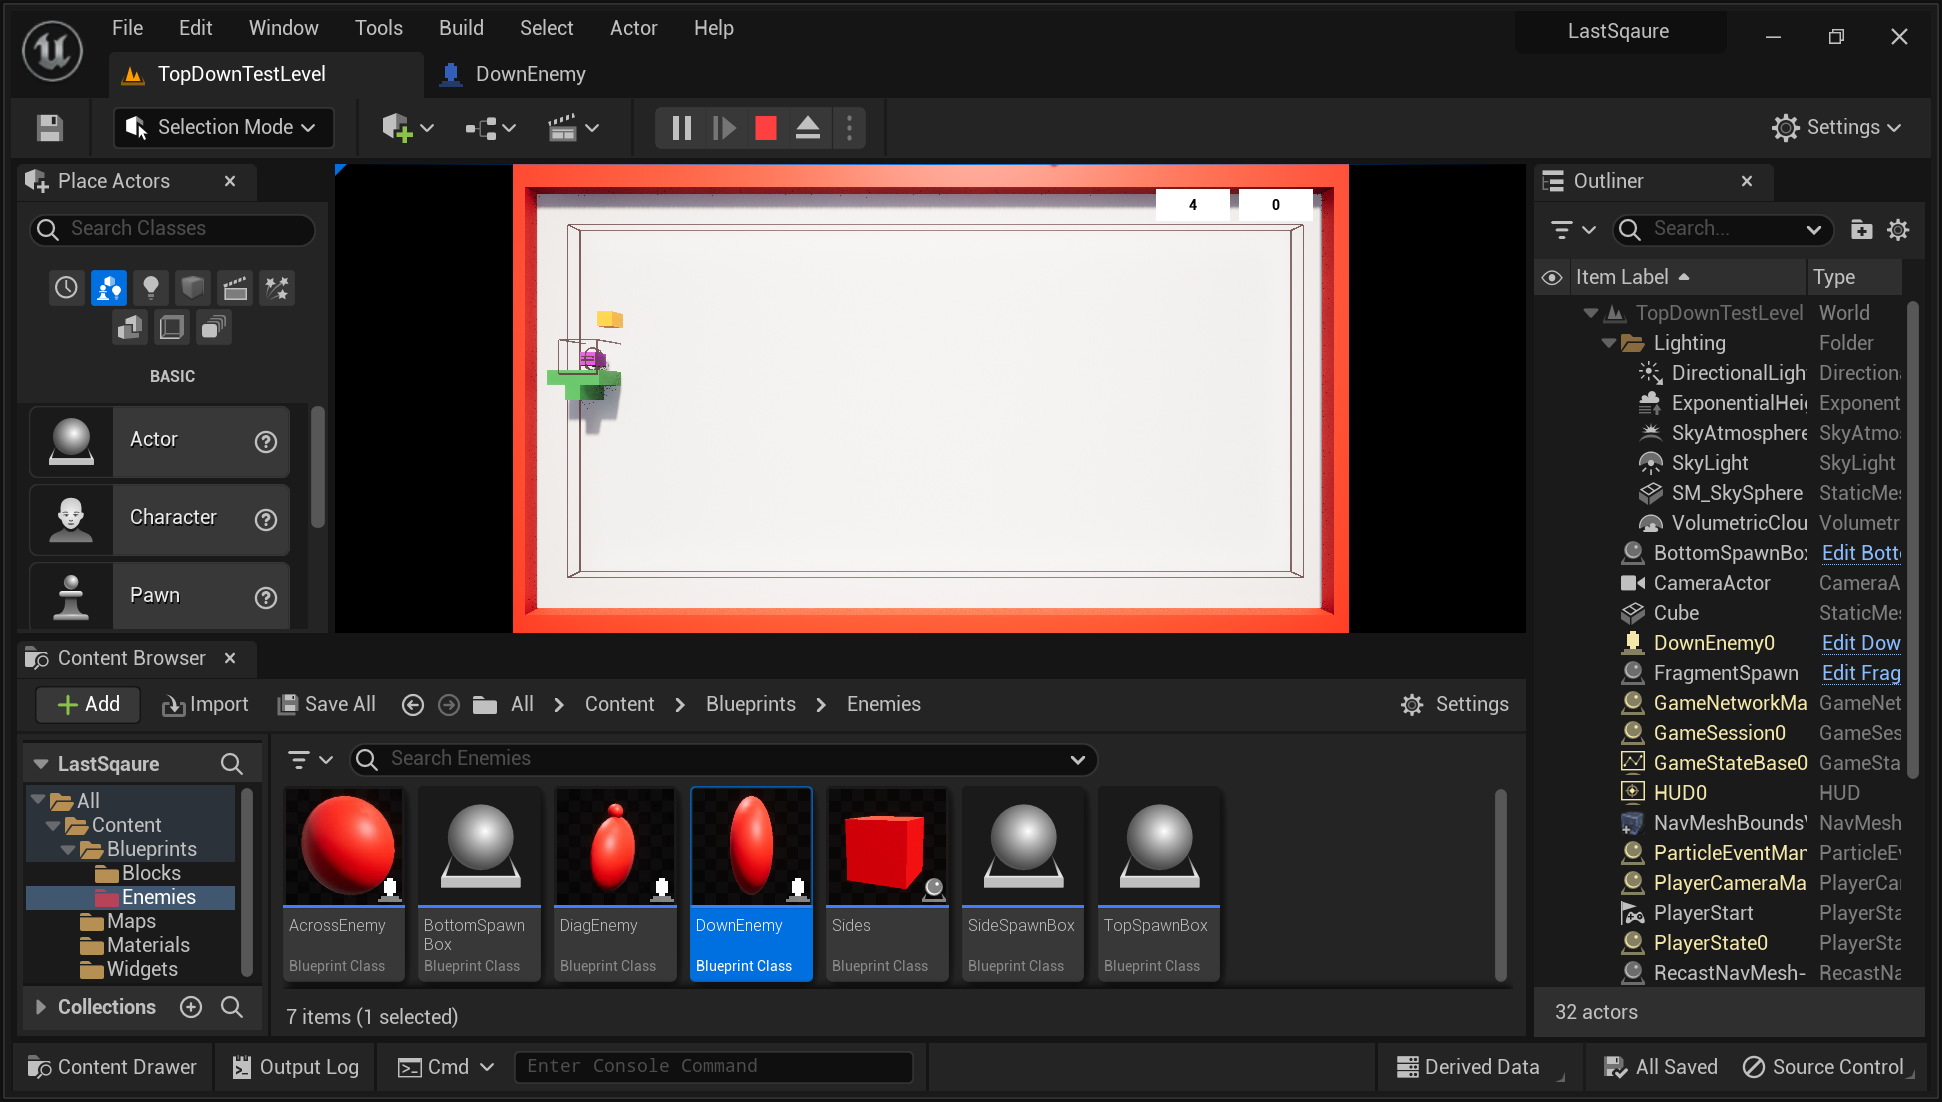 File Edit Window Tools Build Select Actor Help
LastSqaure
TopDownTestLevel
DownEnemy
Selection Mode
Settings
Place Actors
Search Classes
BASIC
Actor
Character
Pawn
4 0
Outliner
Search...
Item Label Type
TopDownTestLevel World
Lighting Folder
DirectionalLigh Directiona
ExponentialHei Exponent
SkyAtmosphere SkyAtmo
SkyLight SkyLight
SM_SkySphere StaticMe
VolumetricClou Volumetr
BottomSpawnBo Edit Bott
CameraActor CameraA
Cube StaticMe
DownEnemy0 Edit Dow
FragmentSpawn Edit Frag
GameNetworkMa GameNet
GameSession0 GameSes
GameStateBase0 GameSta
HUD0 HUD
NavMeshBounds NavMesh
ParticleEventMan ParticleE
PlayerCameraMa PlayerCa
PlayerStart PlayerSta
PlayerState0 PlayerSta
RecastNavMesh- RecastNa
32 actors
Content Browser
Add Import Save All All Content Blueprints Enemies Settings
LastSqaure
Search Enemies
All
Content
Blueprints
Blocks
Enemies
Maps
Materials
Widgets
Collections
AcrossEnemy
Blueprint Class
BottomSpawn
Box
Blueprint Class
DiagEnemy
Blueprint Class
DownEnemy
Blueprint Class
Sides
Blueprint Class
SideSpawnBox
Blueprint Class
TopSpawnBox
Blueprint Class
7 items (1 selected)
Content Drawer Output Log Cmd Enter Console Command Derived Data All Saved Source Control